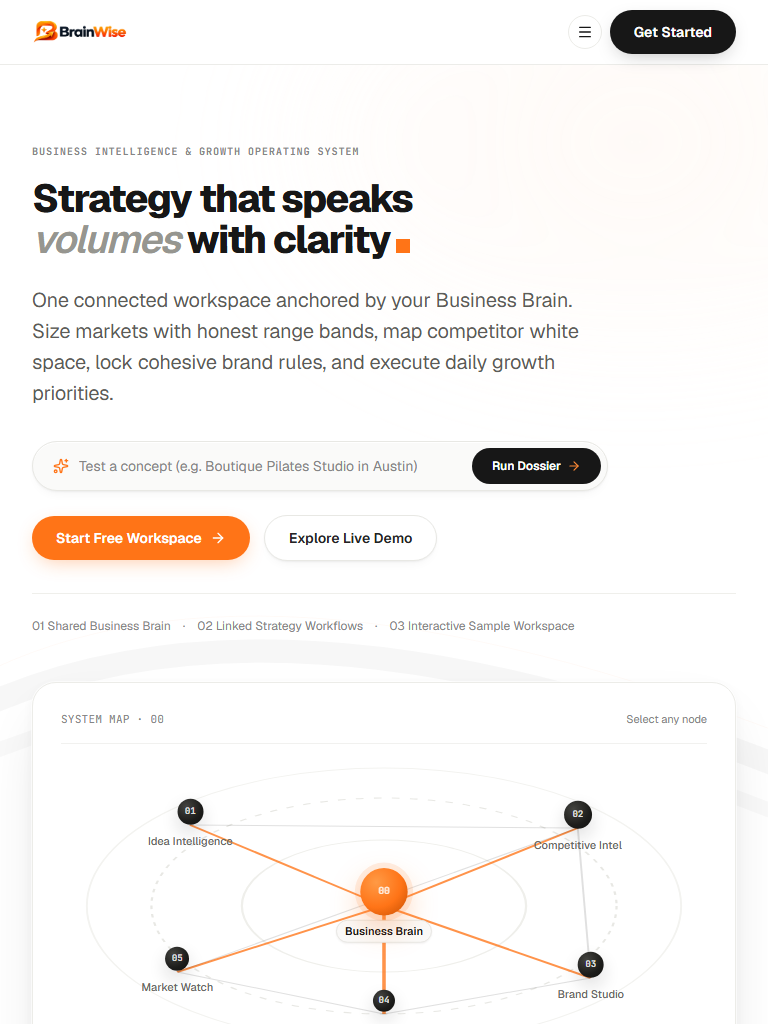 BrainWise
Get Started
BUSINESS INTELLIGENCE & GROWTH OPERATING SYSTEM
Strategy that speaks
volumes with clarity
One connected workspace anchored by your Business Brain.
Size markets with honest range bands, map competitor white
space, lock cohesive brand rules, and execute daily growth
priorities.
Test a concept (e.g. Boutique Pilates Studio in Austin)
Run Dossier →
Start Free Workspace →
Explore Live Demo
01 Shared Business Brain · 02 Linked Strategy Workflows · 03 Interactive Sample Workspace
SYSTEM MAP · 00
Select any node
01
Idea Intelligence
02
Competitive Intel
00
Business Brain
05
Market Watch
03
Brand Studio
04